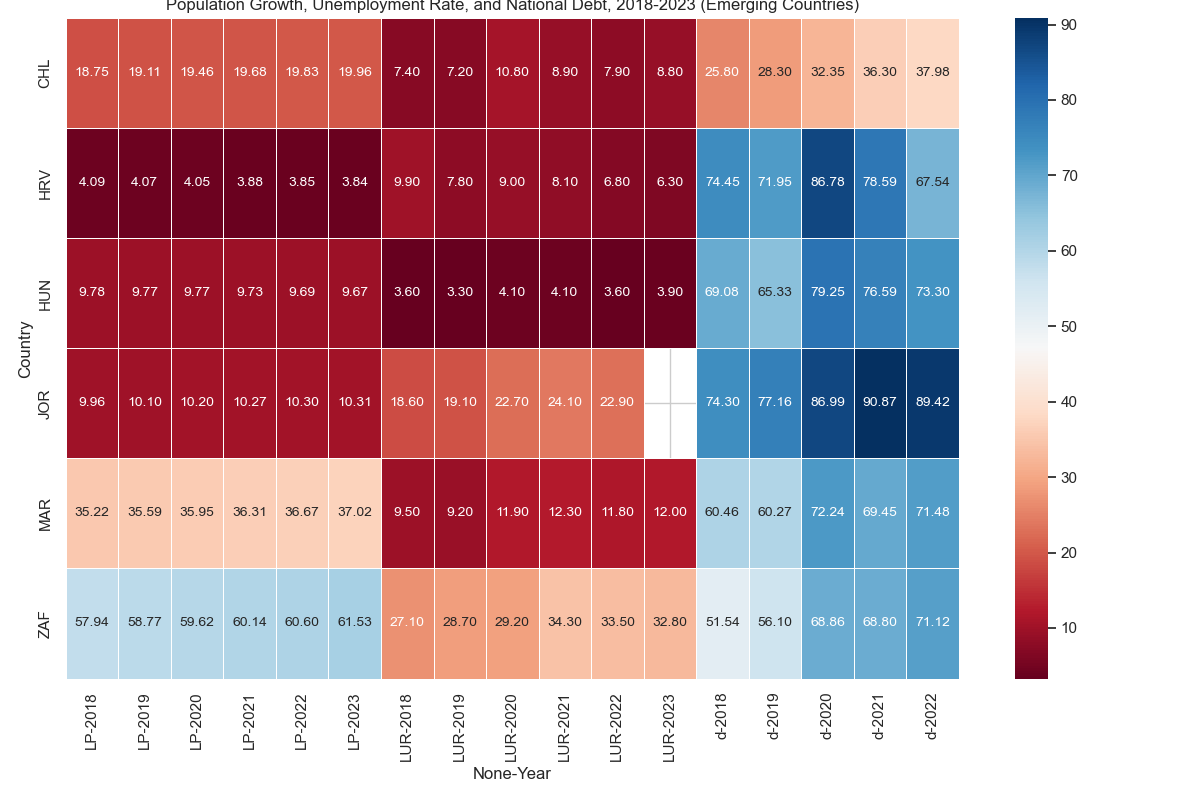 Population Growth, Unemployment Rate, and National Debt, 2018-2023 (Emerging Countries)
CHL 18.75 19.11 19.46 19.68 19.83 19.96 7.40 7.20 10.80 8.90 7.90 8.80 25.80 28.30 32.35 36.30 37.98
HRV 4.09 4.07 4.05 3.88 3.85 3.84 9.90 7.80 9.00 8.10 6.80 6.30 74.45 71.95 86.78 78.59 67.54
HUN 9.78 9.77 9.77 9.73 9.69 9.67 3.60 3.30 4.10 4.10 3.60 3.90 69.08 65.33 79.25 76.59 73.30
JOR 9.96 10.10 10.20 10.27 10.30 10.31 18.60 19.10 22.70 24.10 22.90 74.30 77.16 86.99 90.87 89.42
MAR 35.22 35.59 35.95 36.31 36.67 37.02 9.50 9.20 11.90 12.30 11.80 12.00 60.46 60.27 72.24 69.45 71.48
ZAF 57.94 58.77 59.62 60.14 60.60 61.53 27.10 28.70 29.20 34.30 33.50 32.80 51.54 56.10 68.86 68.80 71.12
Country
LP-2018 LP-2019 LP-2020 LP-2021 LP-2022 LP-2023 LUR-2018 LUR-2019 LUR-2020 LUR-2021 LUR-2022 LUR-2023 d-2018 d-2019 d-2020 d-2021 d-2022
None-Year
90
80
70
60
50
40
30
20
10